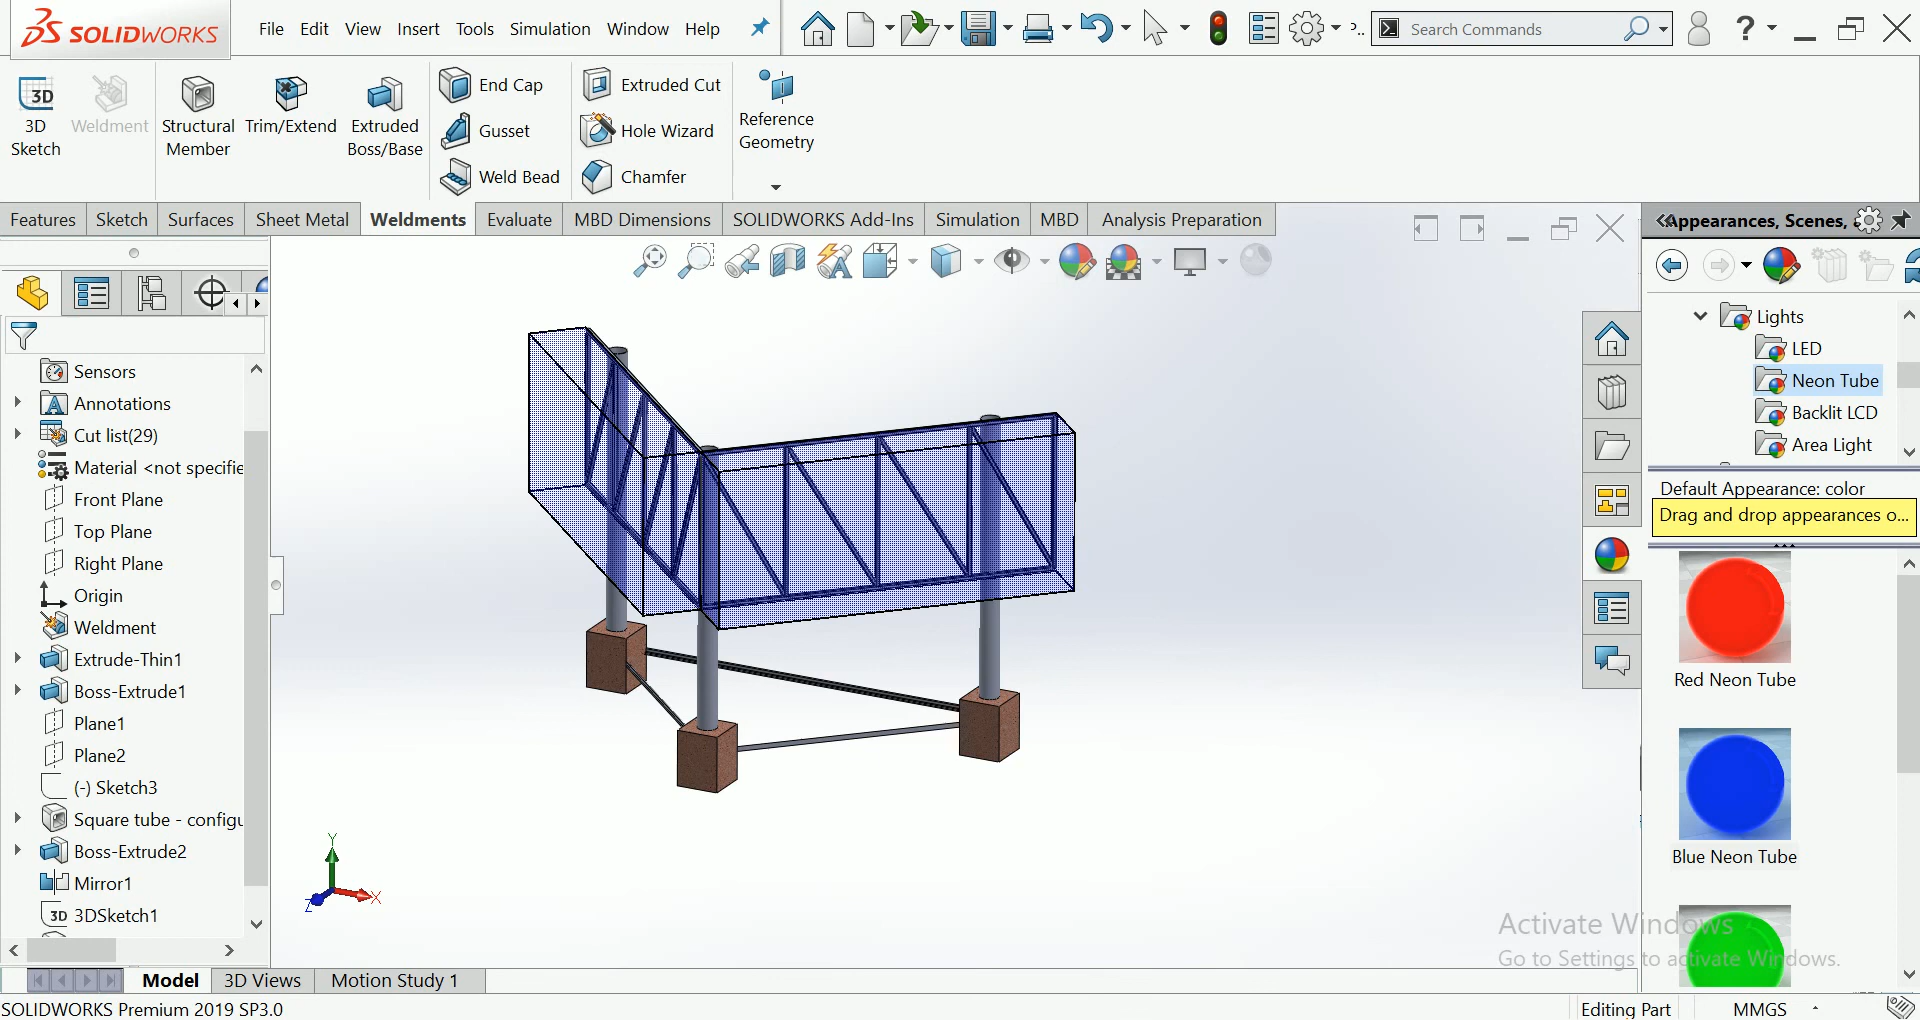 SOLIDWORKS
File Edit View Insert Tools Simulation Window Help
P..
Search Commands
?
3D
Sketch
Weldment
Structural
Member
Trim/Extend
Extruded
Boss/Base
End Cap
Gusset
Weld Bead
Extruded Cut
Hole Wizard
Chamfer
Reference
Geometry
Features Sketch Surfaces Sheet Metal Weldments Evaluate MBD Dimensions SOLIDWORKS Add-Ins Simulation MBD Analysis Preparation
Sensors
Annotations
Cut list(29)
Material <not specifie
Front Plane
Top Plane
Right Plane
Origin
Weldment
Extrude-Thin1
Boss-Extrude1
Plane1
Plane2
(-) Sketch3
Square tube - configu
Boss-Extrude2
Mirror1
3D 3DSketch1
Y
X
Z
Appearances, Scenes,
Lights
LED
Neon Tube
Backlit LCD
Area Light
Default Appearance: color
Drag and drop appearances o...
Red Neon Tube
Blue Neon Tube
Activate Windows
Go to Settings to activate Windows.
Model 3D Views Motion Study 1
SOLIDWORKS Premium 2019 SP3.0
Editing Part
MMGS